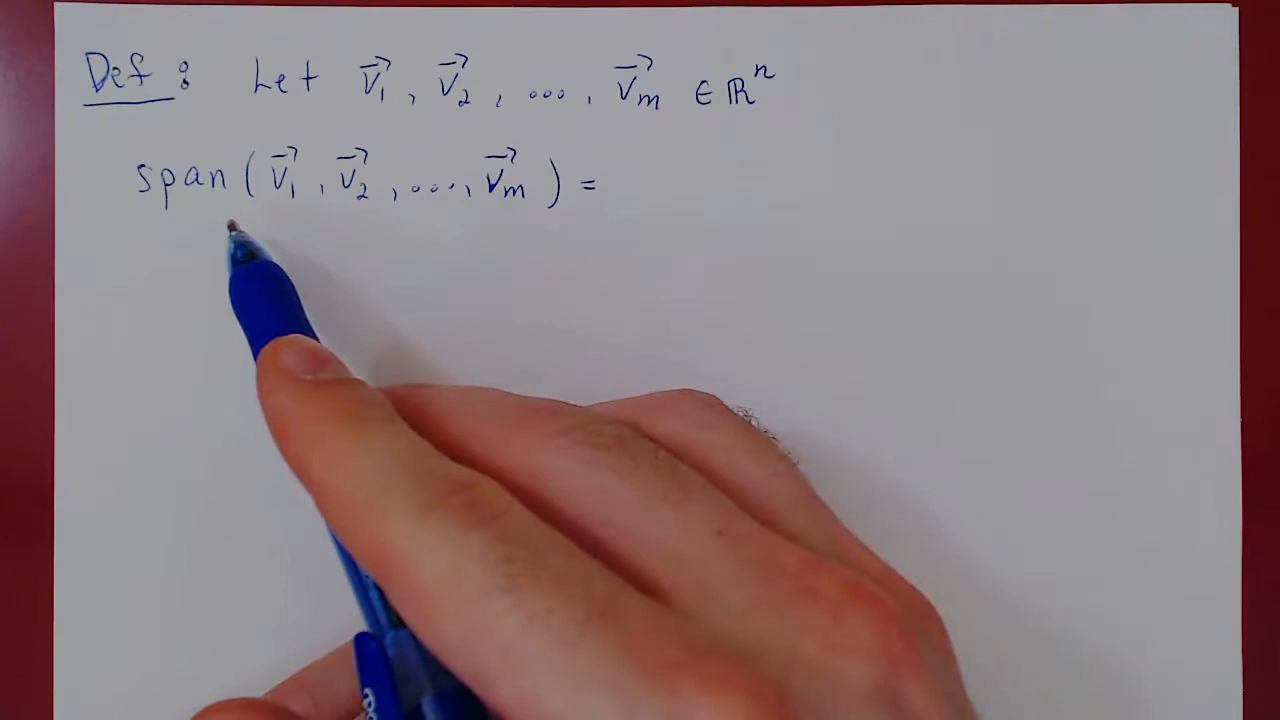 Def : Let v⃗₁, v⃗₂, ..., v⃗ₘ ∈ ℝⁿ
span(v⃗₁, v⃗₂, ..., v⃗ₘ) =